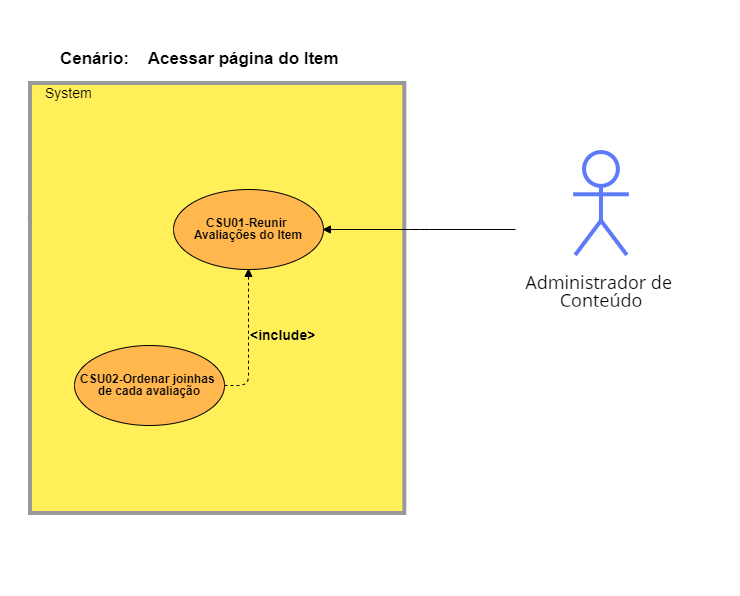 Cenário: Acessar página do Item
System
CSU01-Reunir
Avaliações do Item
<include>
CSU02-Ordenar joinhas
de cada avaliação
Administrador de
Conteúdo